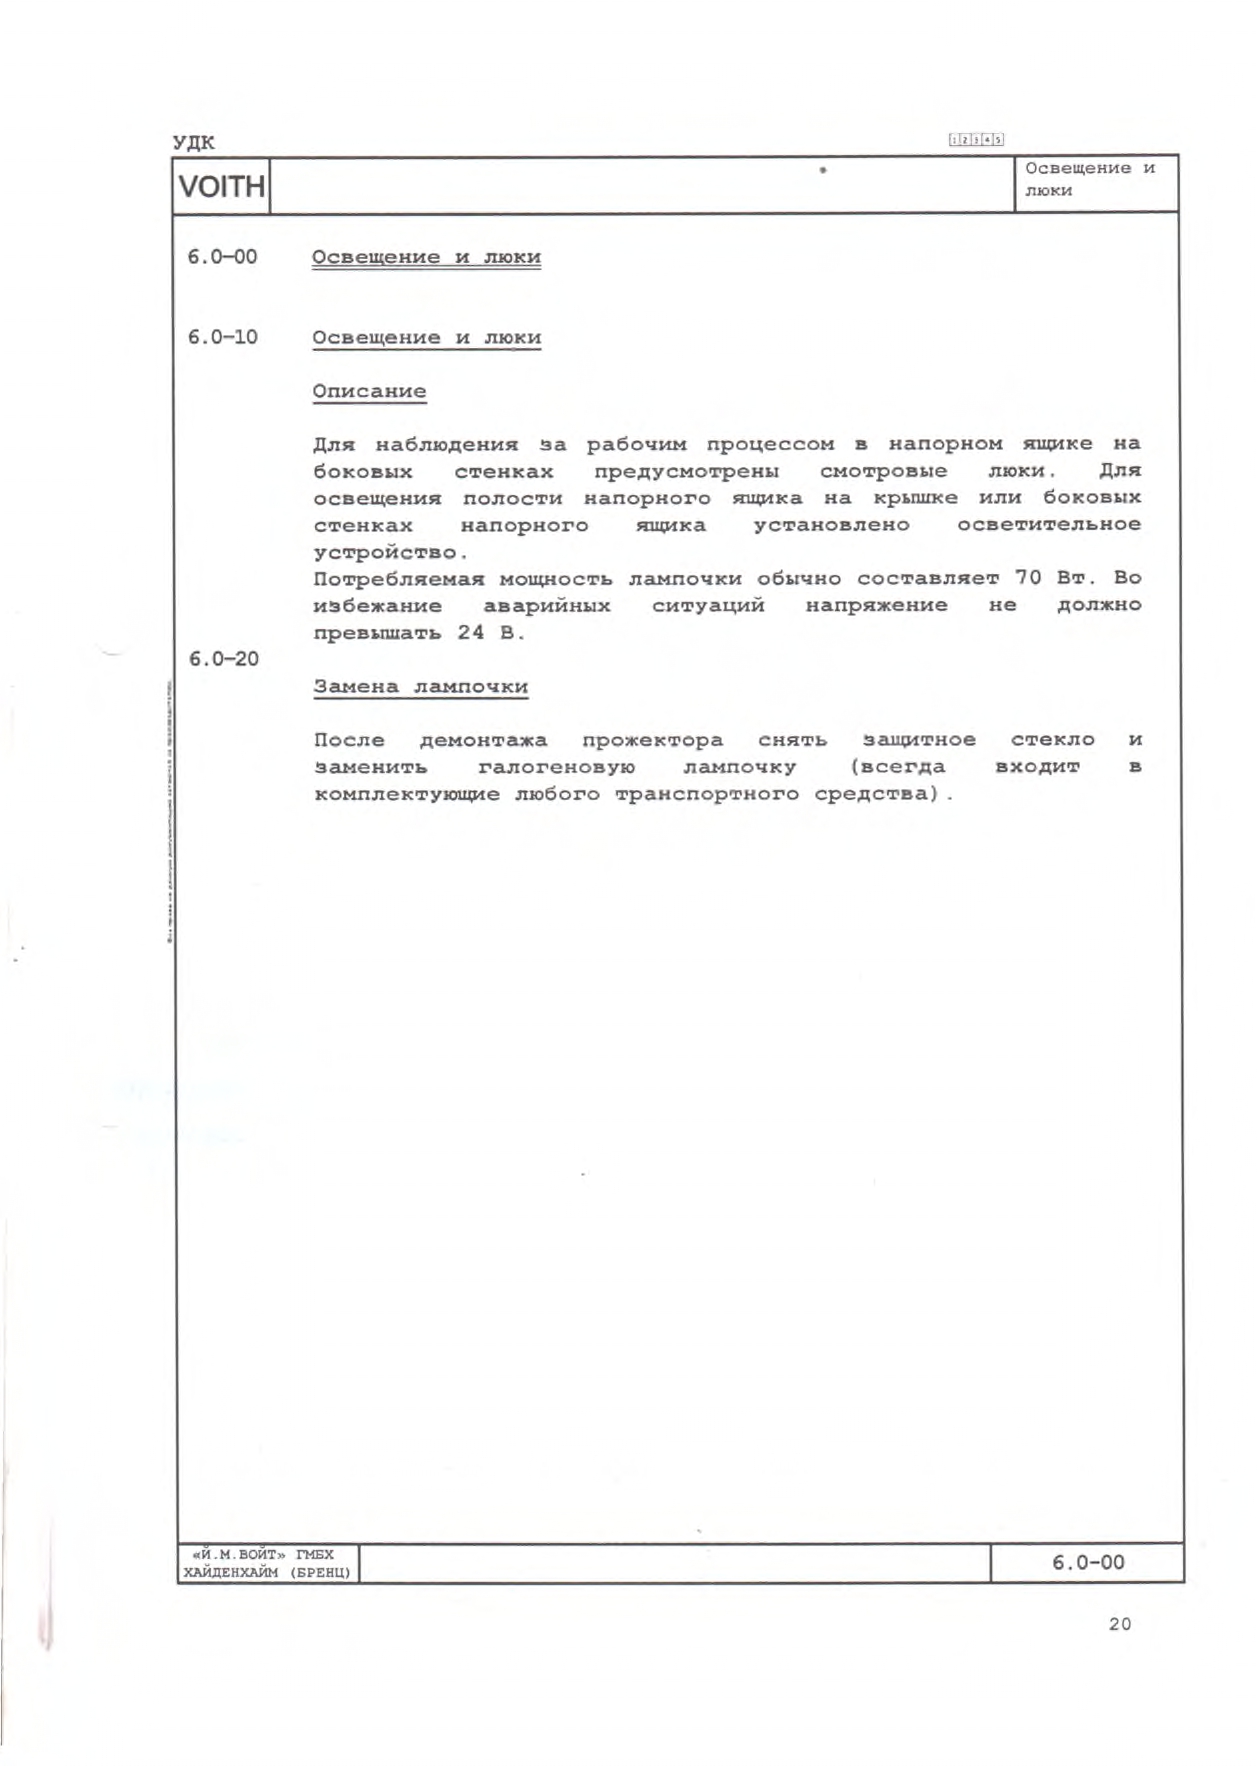 УДК
1 2 3 4 5
VOITH
Освещение и
люки
6.0-00 Освещение и люки
6.0-10 Освещение и люки
Описание
Для наблюдения за рабочим процессом в напорном ящике на
боковых стенках предусмотрены смотровые люки. Для
освещения полости напорного ящика на крышке или боковых
стенках напорного ящика установлено осветительное
устройство.
Потребляемая мощность лампочки обычно составляет 70 Вт. Во
избежание аварийных ситуаций напряжение не должно
превышать 24 В.
6.0-20
Замена лампочки
После демонтажа прожектора снять защитное стекло и
заменить галогеновую лампочку (всегда входит в
комплектующие любого транспортного средства).
«Й.М.ВОЙТ» ГМБХ
ХАЙДЕНХАЙМ (БРЕНЦ)
6.0-00
20